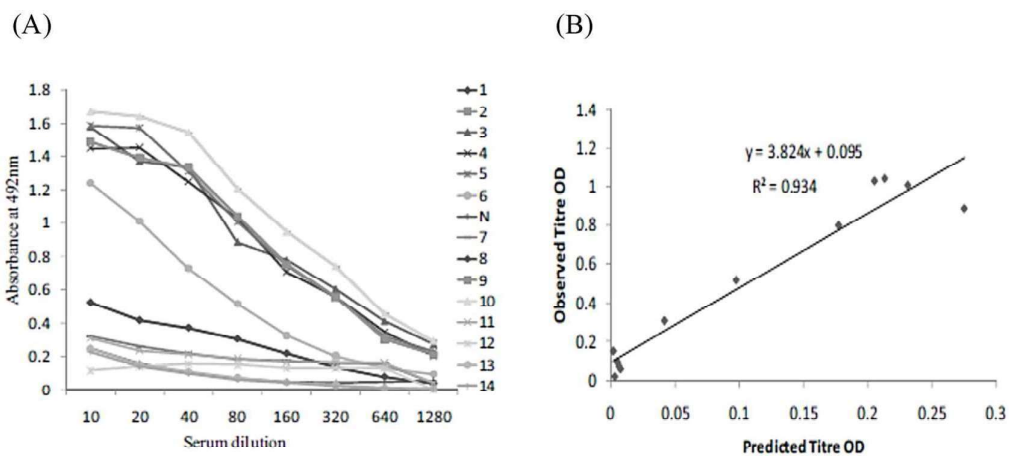 (A)
(B)
Absorbance at 492nm
1.8
1.6
1.4
1.2
1
0.8
0.6
0.4
0.2
0
10 20 40 80 160 320 640 1280
Serum dilution
1
2
3
4
5
6
N
7
8
9
10
11
12
13
14
Observed Titre OD
1.4
1.2
1
0.8
0.6
0.4
0.2
0
y = 3.824x + 0.095
R² = 0.934
0 0.05 0.1 0.15 0.2 0.25 0.3
Predicted Titre OD